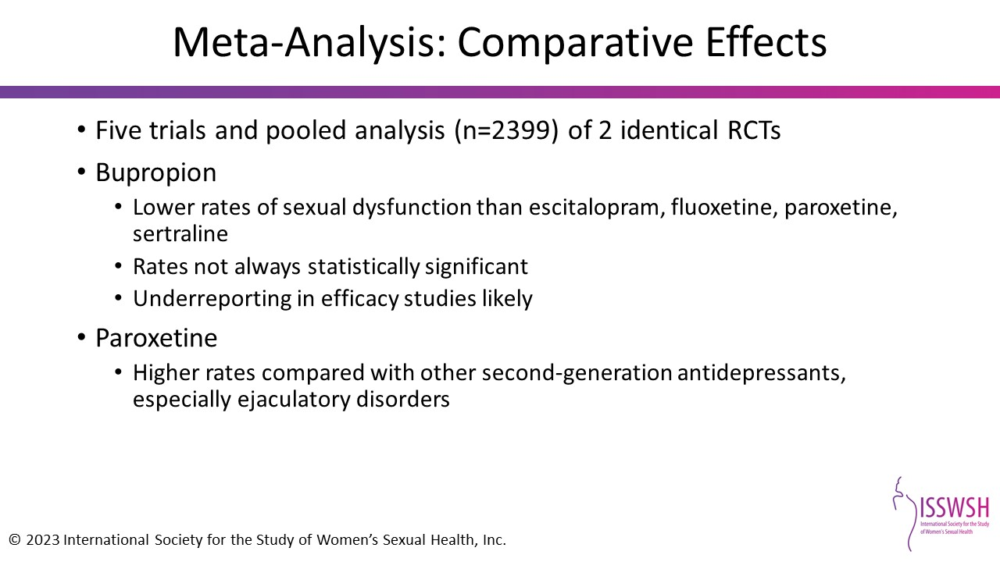 Meta-Analysis: Comparative Effects
• Five trials and pooled analysis (n=2399) of 2 identical RCTs
• Bupropion
• Lower rates of sexual dysfunction than escitalopram, fluoxetine, paroxetine,
sertraline
• Rates not always statistically significant
• Underreporting in efficacy studies likely
• Paroxetine
• Higher rates compared with other second-generation antidepressants,
especially ejaculatory disorders
ISSWSH
International Society for the Study
of Women's Sexual Health
© 2023 International Society for the Study of Women’s Sexual Health, Inc.